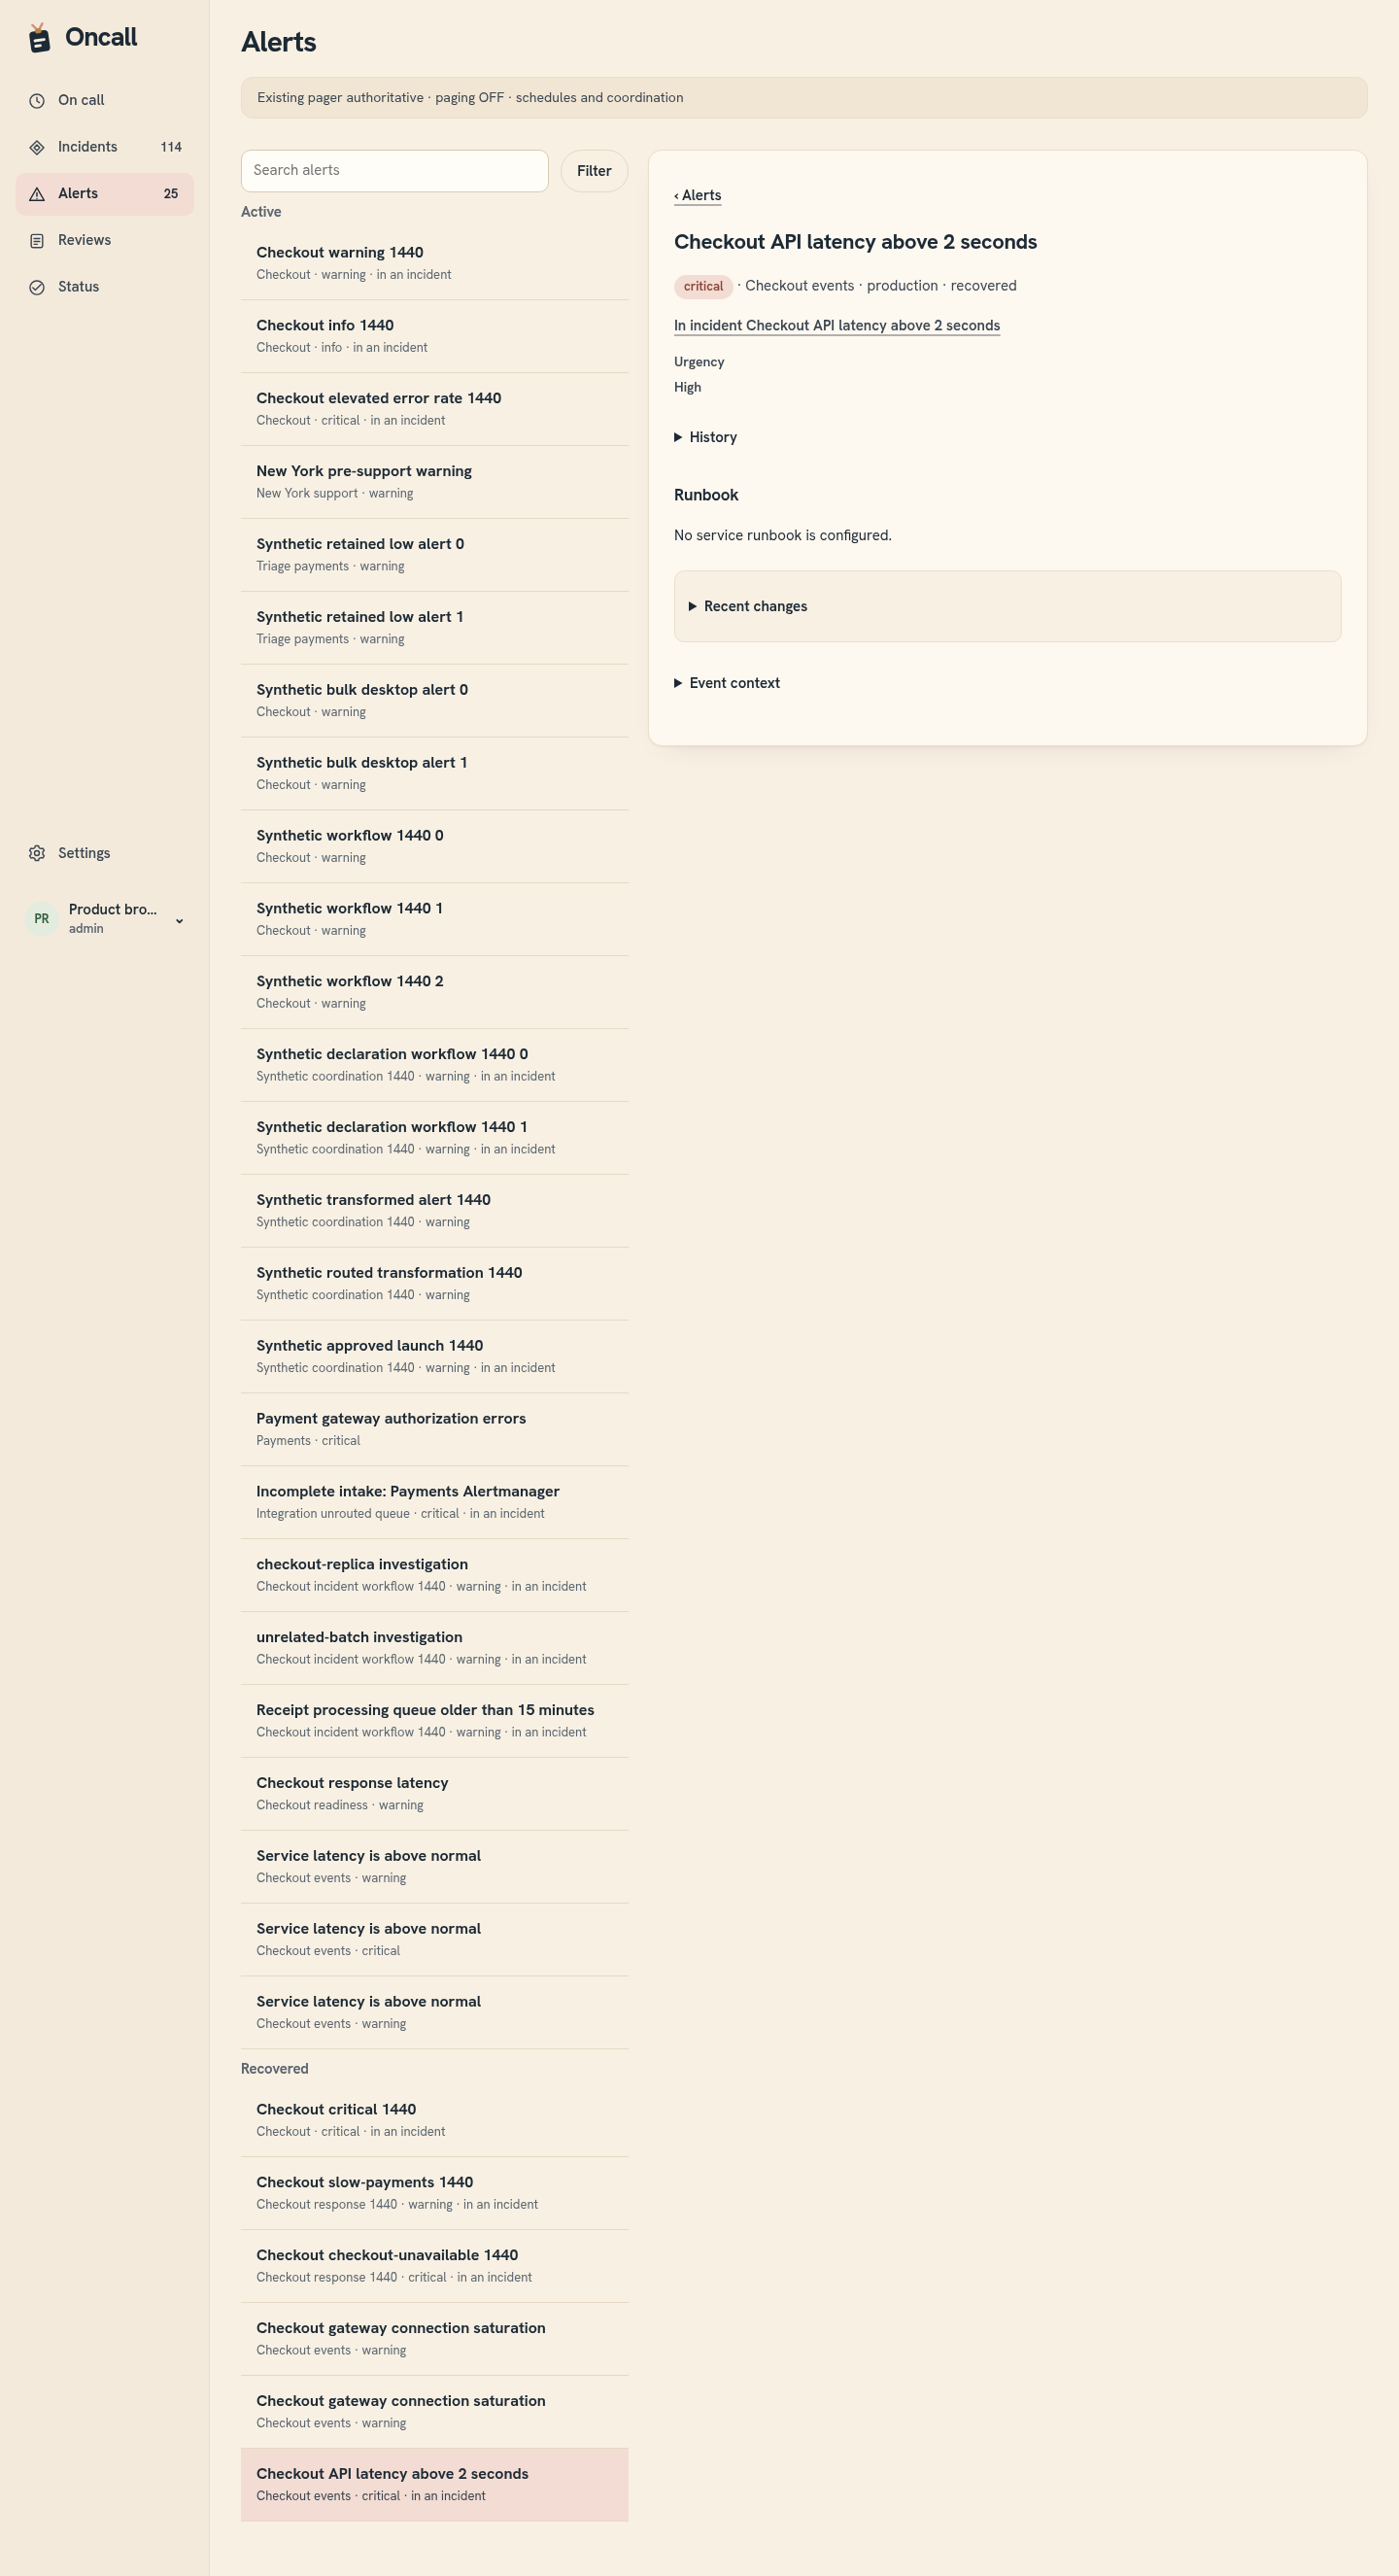 Oncall
On call
Incidents 114
Alerts 25
Reviews
Status
Settings
PR
Product bro...
admin
Alerts
Existing pager authoritative · paging OFF · schedules and coordination
Search alerts
Filter
Active
Checkout warning 1440
Checkout · warning · in an incident
Checkout info 1440
Checkout · info · in an incident
Checkout elevated error rate 1440
Checkout · critical · in an incident
New York pre-support warning
New York support · warning
Synthetic retained low alert 0
Triage payments · warning
Synthetic retained low alert 1
Triage payments · warning
Synthetic bulk desktop alert 0
Checkout · warning
Synthetic bulk desktop alert 1
Checkout · warning
Synthetic workflow 1440 0
Checkout · warning
Synthetic workflow 1440 1
Checkout · warning
Synthetic workflow 1440 2
Checkout · warning
Synthetic declaration workflow 1440 0
Synthetic coordination 1440 · warning · in an incident
Synthetic declaration workflow 1440 1
Synthetic coordination 1440 · warning · in an incident
Synthetic transformed alert 1440
Synthetic coordination 1440 · warning
Synthetic routed transformation 1440
Synthetic coordination 1440 · warning
Synthetic approved launch 1440
Synthetic coordination 1440 · warning · in an incident
Payment gateway authorization errors
Payments · critical
Incomplete intake: Payments Alertmanager
Integration unrouted queue · critical · in an incident
checkout-replica investigation
Checkout incident workflow 1440 · warning · in an incident
unrelated-batch investigation
Checkout incident workflow 1440 · warning · in an incident
Receipt processing queue older than 15 minutes
Checkout incident workflow 1440 · warning · in an incident
Checkout response latency
Checkout readiness · warning
Service latency is above normal
Checkout events · warning
Service latency is above normal
Checkout events · critical
Service latency is above normal
Checkout events · warning
Recovered
Checkout critical 1440
Checkout · critical · in an incident
Checkout slow-payments 1440
Checkout response 1440 · warning · in an incident
Checkout checkout-unavailable 1440
Checkout response 1440 · critical · in an incident
Checkout gateway connection saturation
Checkout events · warning
Checkout gateway connection saturation
Checkout events · warning
Checkout API latency above 2 seconds
Checkout events · critical · in an incident
‹ Alerts
Checkout API latency above 2 seconds
critical · Checkout events · production · recovered
In incident Checkout API latency above 2 seconds
Urgency
High
History
Runbook
No service runbook is configured.
Recent changes
Event context